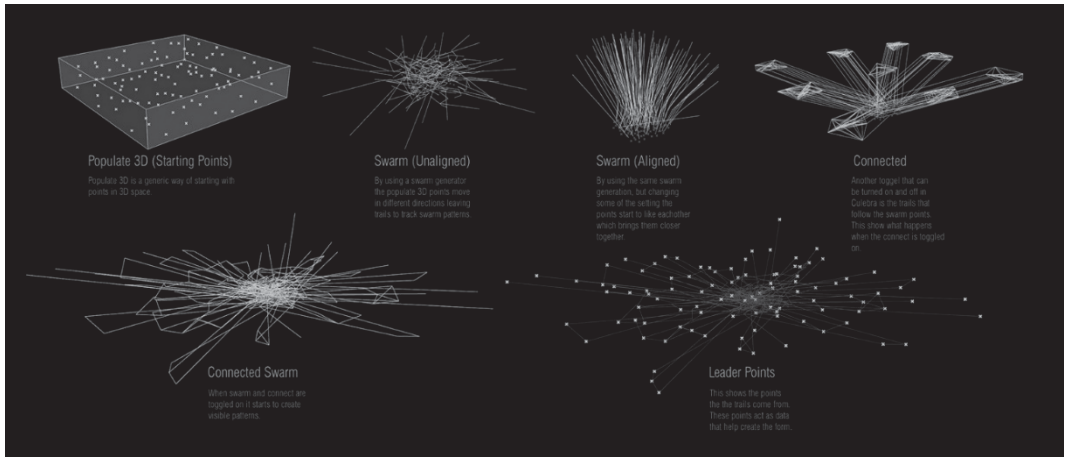 Populate 3D (Starting Points)
Populate 3D is a generic way of starting with
points in 3D space.
Swarm (Unaligned)
By using a swarm generator
the populate 3D points move
in different directions leaving
trails to track swarm patterns.
Swarm (Aligned)
By using the same swarm
generation, but changing
some of the setting the
points start to like eachother
which brings them closer
together.
Connected
Another toggel that can
be turned on and off in
Culebra is the trails that
follow the swarm points.
This show what happens
when the connect is toggled
on.
Connected Swarm
When swarm and connect are
toggled on it starts to create
visible patterns.
Leader Points
This shows the points
the the trails come from.
These points act as data
that help create the form.